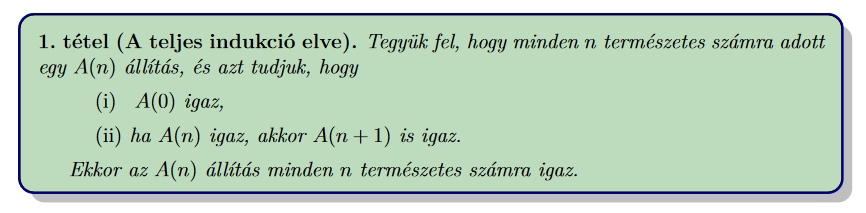 1. tétel (A teljes indukció elve). Tegyük fel, hogy minden n természetes számra adott
egy A(n) állítás, és azt tudjuk, hogy
(i) A(0) igaz,
(ii) ha A(n) igaz, akkor A(n + 1) is igaz.
Ekkor az A(n) állítás minden n természetes számra igaz.